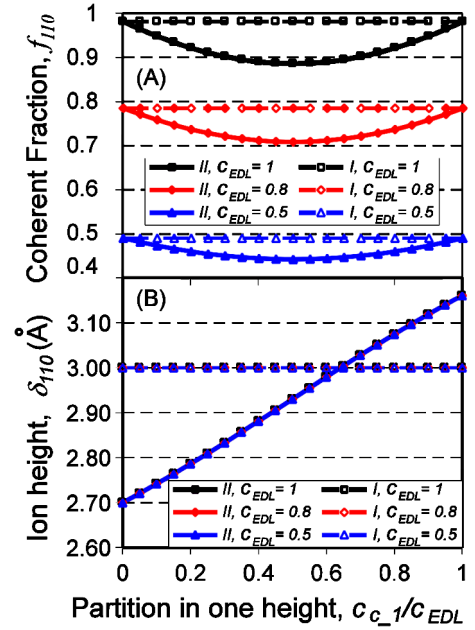 1
0.9
0.8
0.7
0.6
0.5
0.4
Coherent Fraction, f110
(A)
II, CEDL= 1 I, CEDL= 1
II, CEDL= 0.8 I, CEDL= 0.8
II, CEDL= 0.5 I, CEDL= 0.5
(B)
3.10
3.00
2.90
2.80
2.70
2.60
Ion height, δ110(Å)
II, CEDL= 1 I, CEDL= 1
II, CEDL= 0.8 I, CEDL= 0.8
II, CEDL= 0.5 I, CEDL= 0.5
0 0.2 0.4 0.6 0.8 1
Partition in one height, cc_1/cEDL